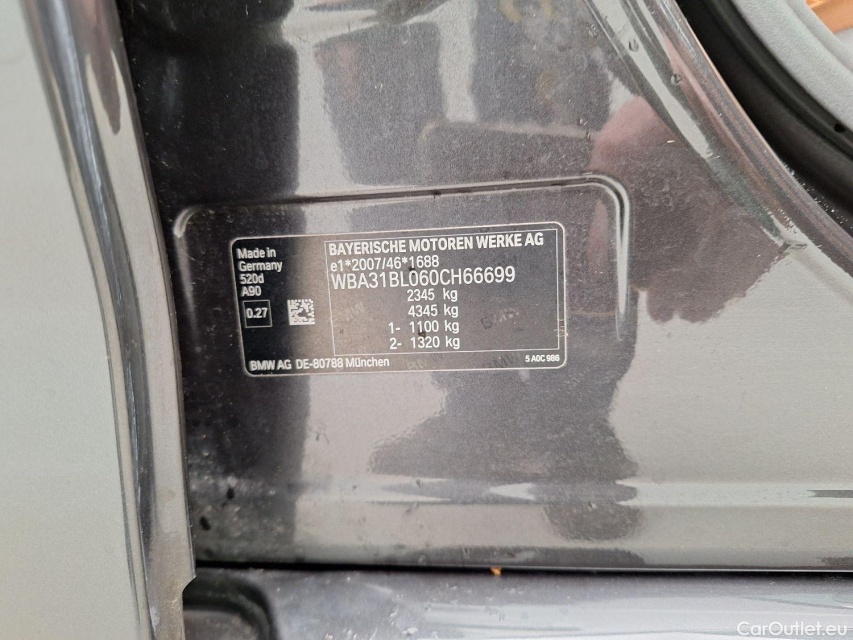 Made in
Germany
520d
A90
0.27
BAYERISCHE MOTOREN WERKE AG
e1*2007/46*1688
WBA31BL060CH66699
2345 kg
4345 kg
1- 1100 kg
2- 1320 kg
BMW AG DE-80788 München
5 A0C 986
CarOutlet.eu